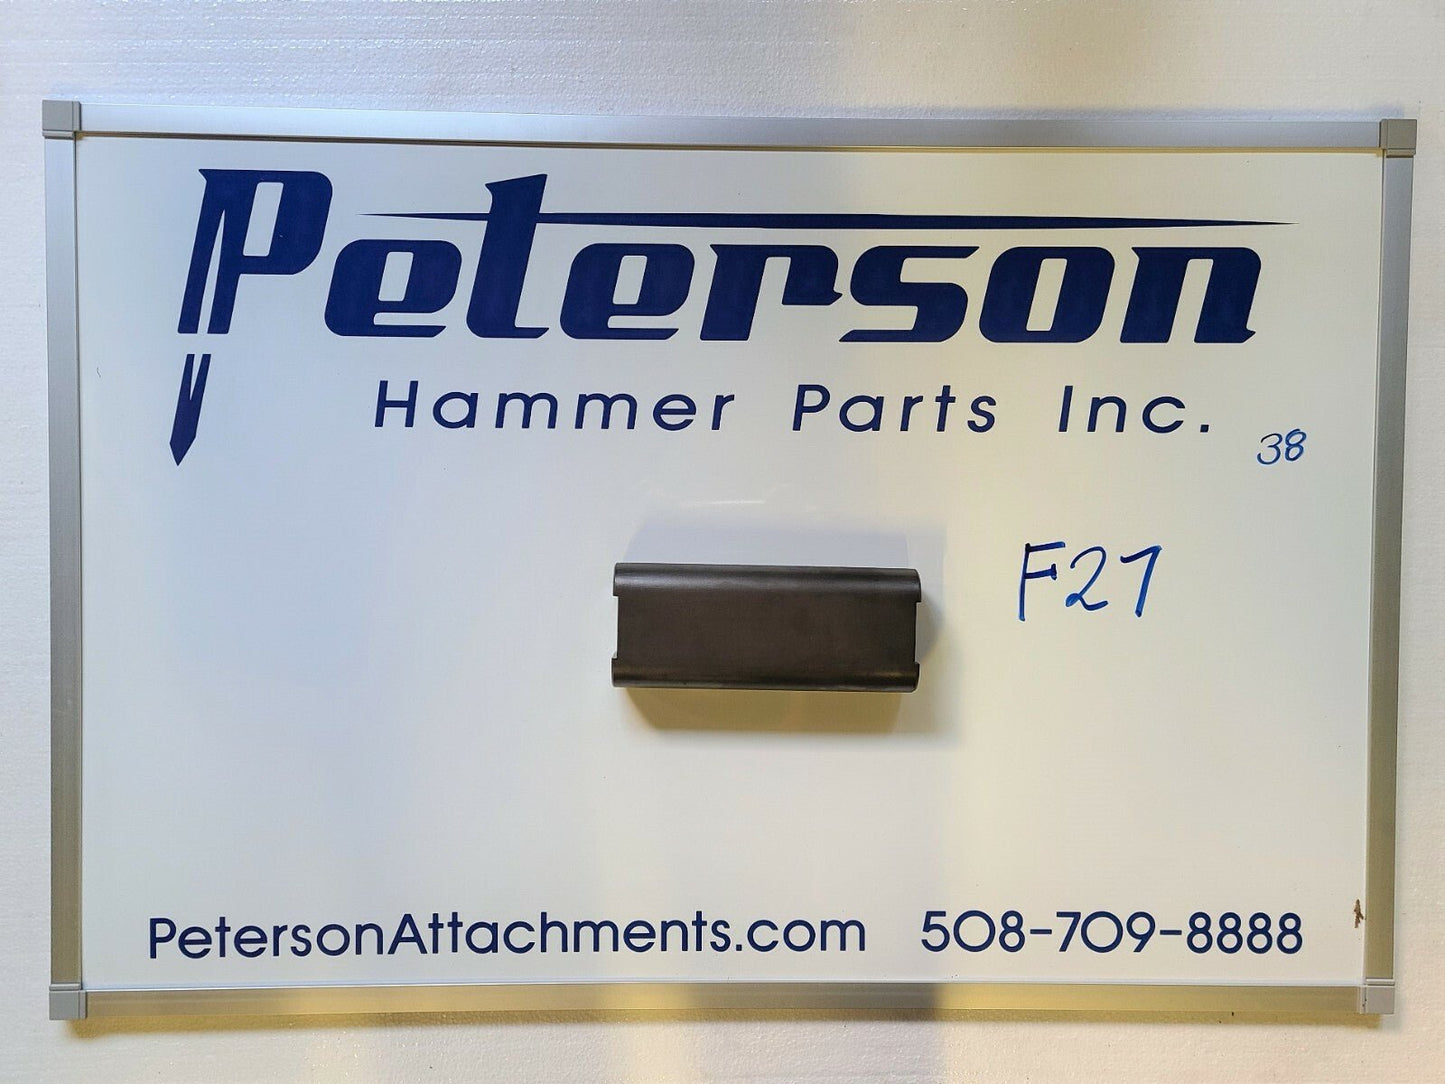 Peterson
Hammer Parts Inc.
38
F27
PetersonAttachments.com 508-709-8888